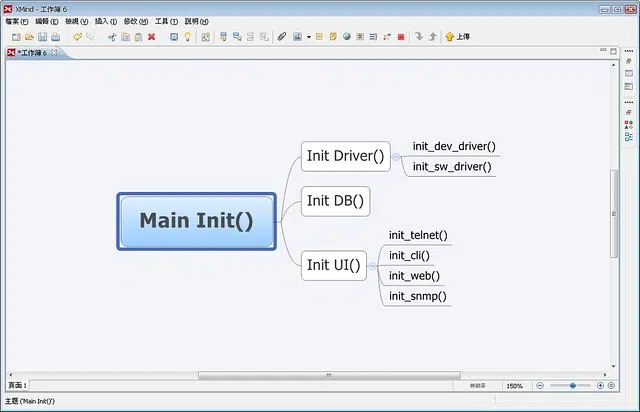 XMind - 工作簿 6
檔案(F) 編輯(E) 檢視(V) 插入(I) 修改(M) 工具(T) 說明(H)
上傳
*工作簿 6
Init Driver()
init_dev_driver()
init_sw_driver()
Main Init()
Init DB()
Init UI()
init_telnet()
init_cli()
init_web()
init_snmp()
頁面 1
150%
主題 ('Main Init()')